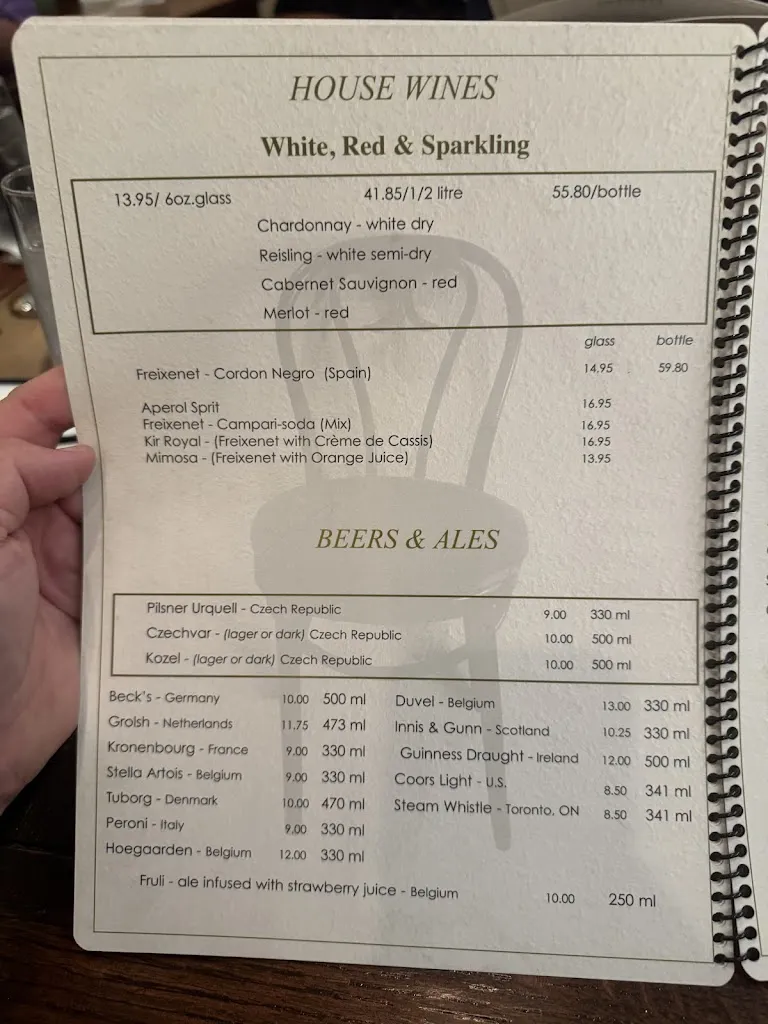 HOUSE WINES
White, Red & Sparkling
13.95/ 6oz.glass 41.85/1/2 litre 55.80/bottle
Chardonnay - white dry
Reisling - white semi-dry
Cabernet Sauvignon - red
Merlot - red
glass bottle
Freixenet - Cordon Negro (Spain) 14.95 59.80
Aperol Sprit 16.95
Freixenet - Campari-soda (Mix) 16.95
Kir Royal - (Freixenet with Crème de Cassis) 16.95
Mimosa - (Freixenet with Orange Juice) 13.95
BEERS & ALES
Pilsner Urquell - Czech Republic 9.00 330 ml
Czechvar - (lager or dark) Czech Republic 10.00 500 ml
Kozel - (lager or dark) Czech Republic 10.00 500 ml
Beck's - Germany 10.00 500 ml
Grolsh - Netherlands 11.75 473 ml
Kronenbourg - France 9.00 330 ml
Stella Artois - Belgium 9.00 330 ml
Tuborg - Denmark 10.00 470 ml
Peroni - Italy 9.00 330 ml
Hoegaarden - Belgium 12.00 330 ml
Duvel - Belgium 13.00 330 ml
Innis & Gunn - Scotland 10.25 330 ml
Guinness Draught - Ireland 12.00 500 ml
Coors Light - U.S. 8.50 341 ml
Steam Whistle - Toronto, ON 8.50 341 ml
Fruli - ale infused with strawberry juice - Belgium 10.00 250 ml